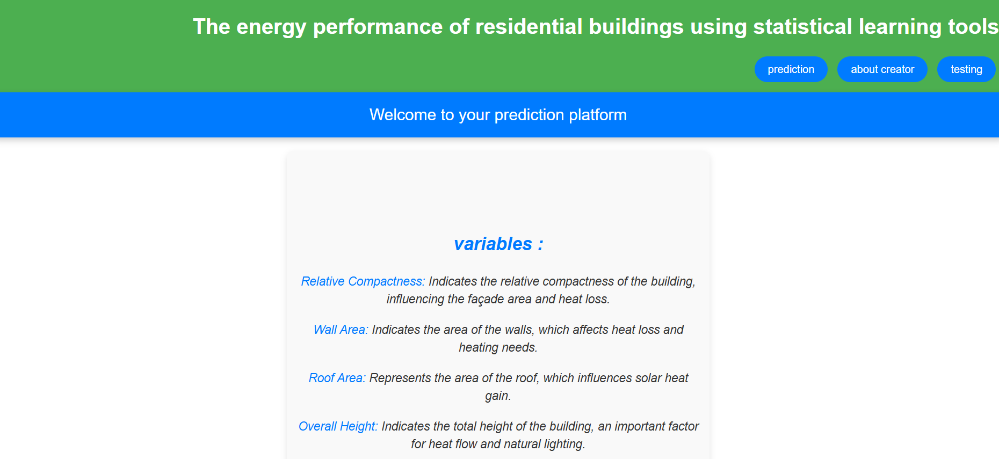 The energy performance of residential buildings using statistical learning tools
prediction
about creator
testing
Welcome to your prediction platform
variables :
Relative Compactness: Indicates the relative compactness of the building,
influencing the façade area and heat loss.
Wall Area: Indicates the area of the walls, which affects heat loss and
heating needs.
Roof Area: Represents the area of the roof, which influences solar heat
gain.
Overall Height: Indicates the total height of the building, an important factor
for heat flow and natural lighting.